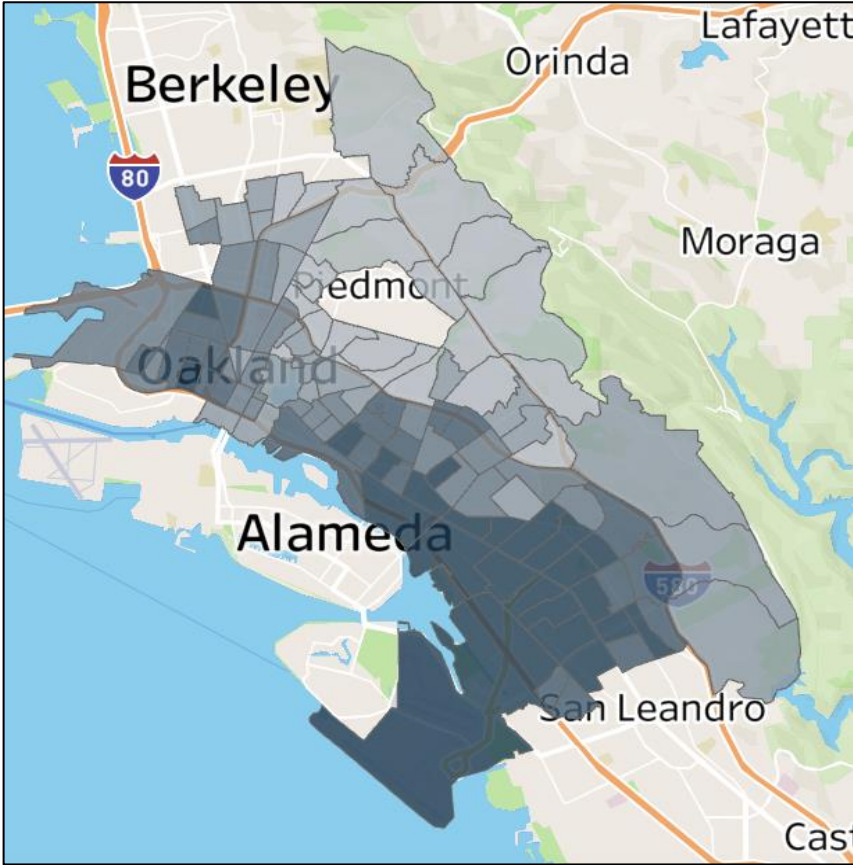 Lafayett
Orinda
Berkeley
80
Moraga
Piedmont
Oakland
Alameda
580
San Leandro
Cast